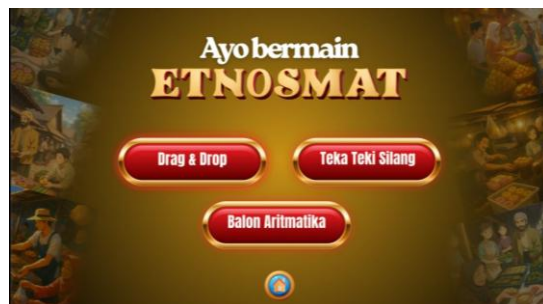 Ayo bermain
ETNOSMAT
Drag & Drop
Teka Teki Silang
Balon Aritmatika